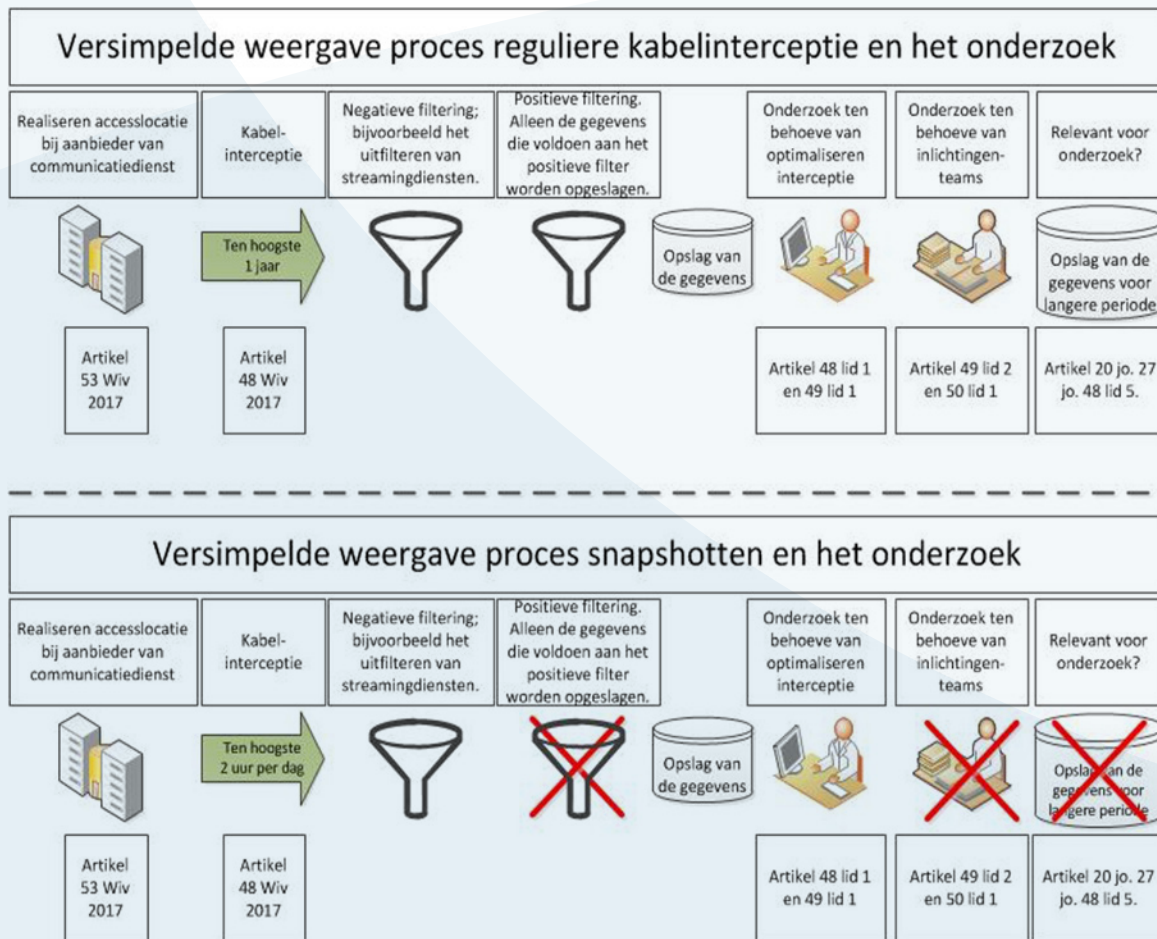 Versimpelde weergave proces reguliere kabelinterceptie en het onderzoek
Realiseren accesslocatie
bij aanbieder van
communicatiedienst
Kabel-
interceptie
Negatieve filtering;
bijvoorbeeld het
uitfilteren van
streamingdiensten.
Positieve filtering.
Alleen de gegevens
die voldoen aan het
positieve filter
worden opgeslagen.
Onderzoek ten
behoeve van
optimaliseren
interceptie
Onderzoek ten
behoeve van
inlichtingen-
teams
Relevant voor
onderzoek?
Ten hoogste
1 jaar
Opslag van
de gegevens
Opslag van de
gegevens voor
langere periode
Artikel
53 Wiv
2017
Artikel
48 Wiv
2017
Artikel 48 lid 1
en 49 lid 1
Artikel 49 lid 2
en 50 lid 1
Artikel 20 jo. 27
jo. 48 lid 5.
Versimpelde weergave proces snapshotten en het onderzoek
Realiseren accesslocatie
bij aanbieder van
communicatiedienst
Kabel-
interceptie
Negatieve filtering;
bijvoorbeeld het
uitfilteren van
streamingdiensten.
Positieve filtering.
Alleen de gegevens
die voldoen aan het
positieve filter
worden opgeslagen.
Onderzoek ten
behoeve van
optimaliseren
interceptie
Onderzoek ten
behoeve van
inlichtingen-
teams
Relevant voor
onderzoek?
Ten hoogste
2 uur per dag
Opslag van
de gegevens
Opslag van de
gegevens voor
langere periode
Artikel
53 Wiv
2017
Artikel
48 Wiv
2017
Artikel 48 lid 1
en 49 lid 1
Artikel 49 lid 2
en 50 lid 1
Artikel 20 jo. 27
jo. 48 lid 5.